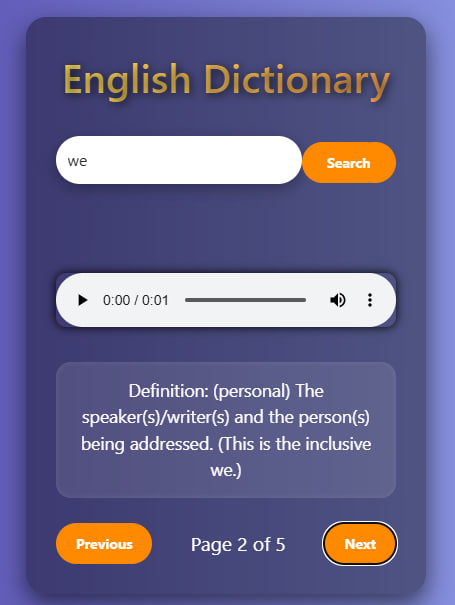 English Dictionary
we
Search
0:00 / 0:01
Definition: (personal) The
speaker(s)/writer(s) and the person(s)
being addressed. (This is the inclusive
we.)
Previous
Page 2 of 5
Next